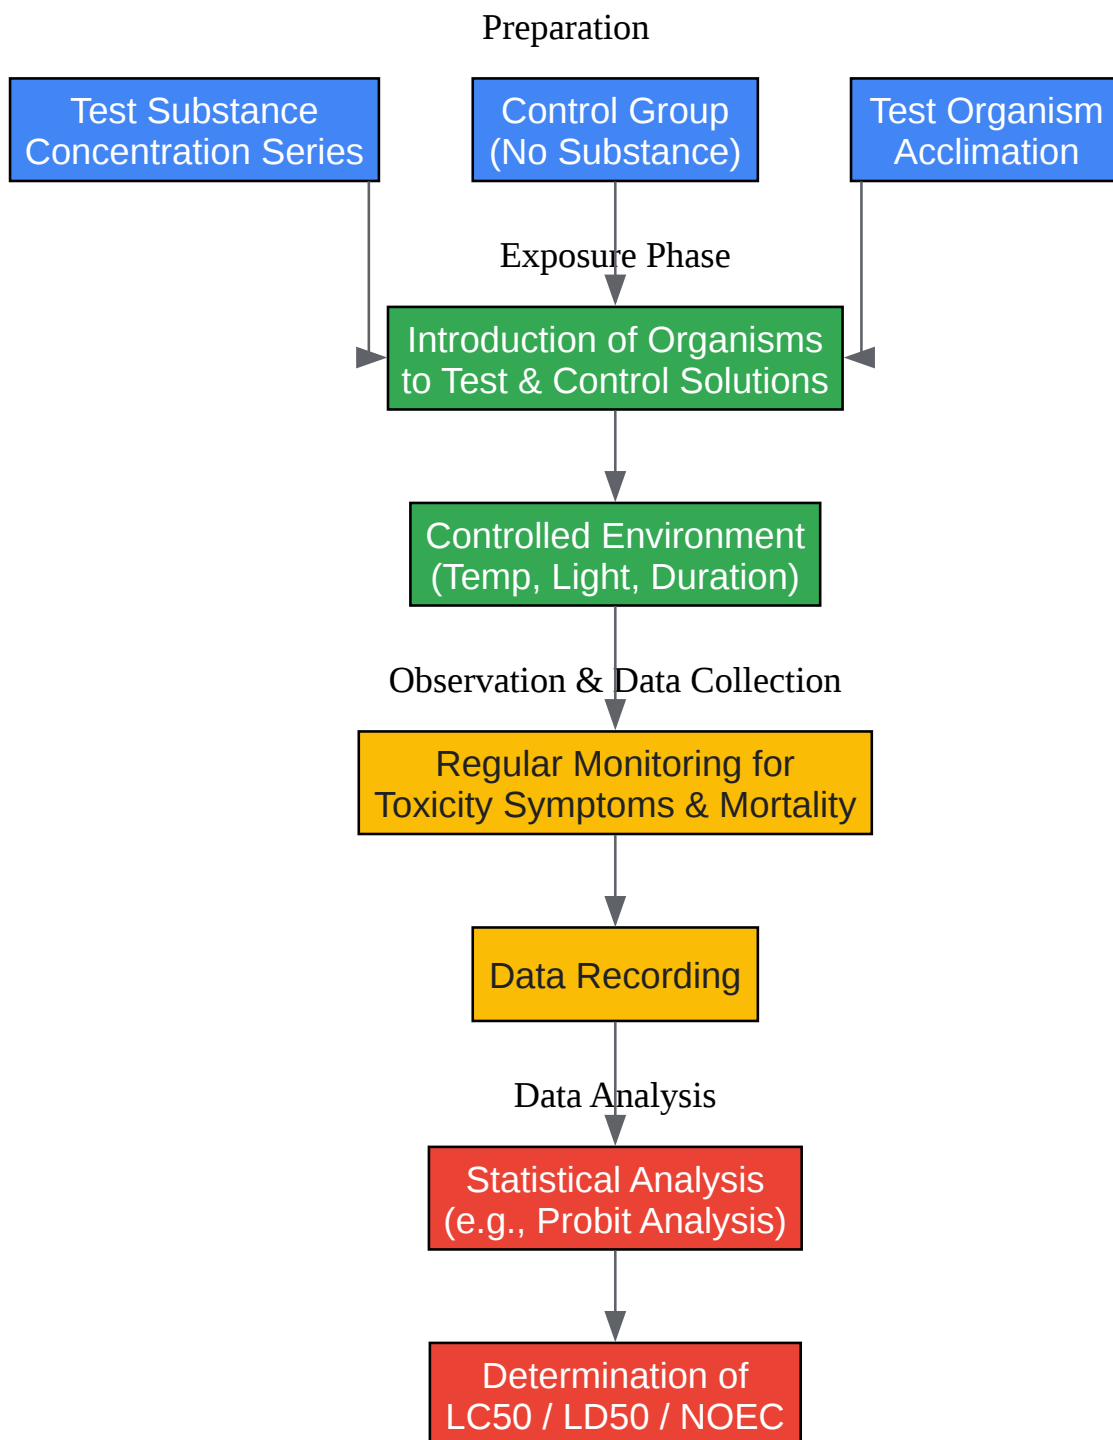 Preparation
Test Substance
Concentration Series
Control Group
(No Substance)
Test Organism
Acclimation
Exposure Phase
Introduction of Organisms
to Test & Control Solutions
Controlled Environment
(Temp, Light, Duration)
Observation & Data Collection
Regular Monitoring for
Toxicity Symptoms & Mortality
Data Recording
Data Analysis
Statistical Analysis
(e.g., Probit Analysis)
Determination of
LC50 / LD50 / NOEC